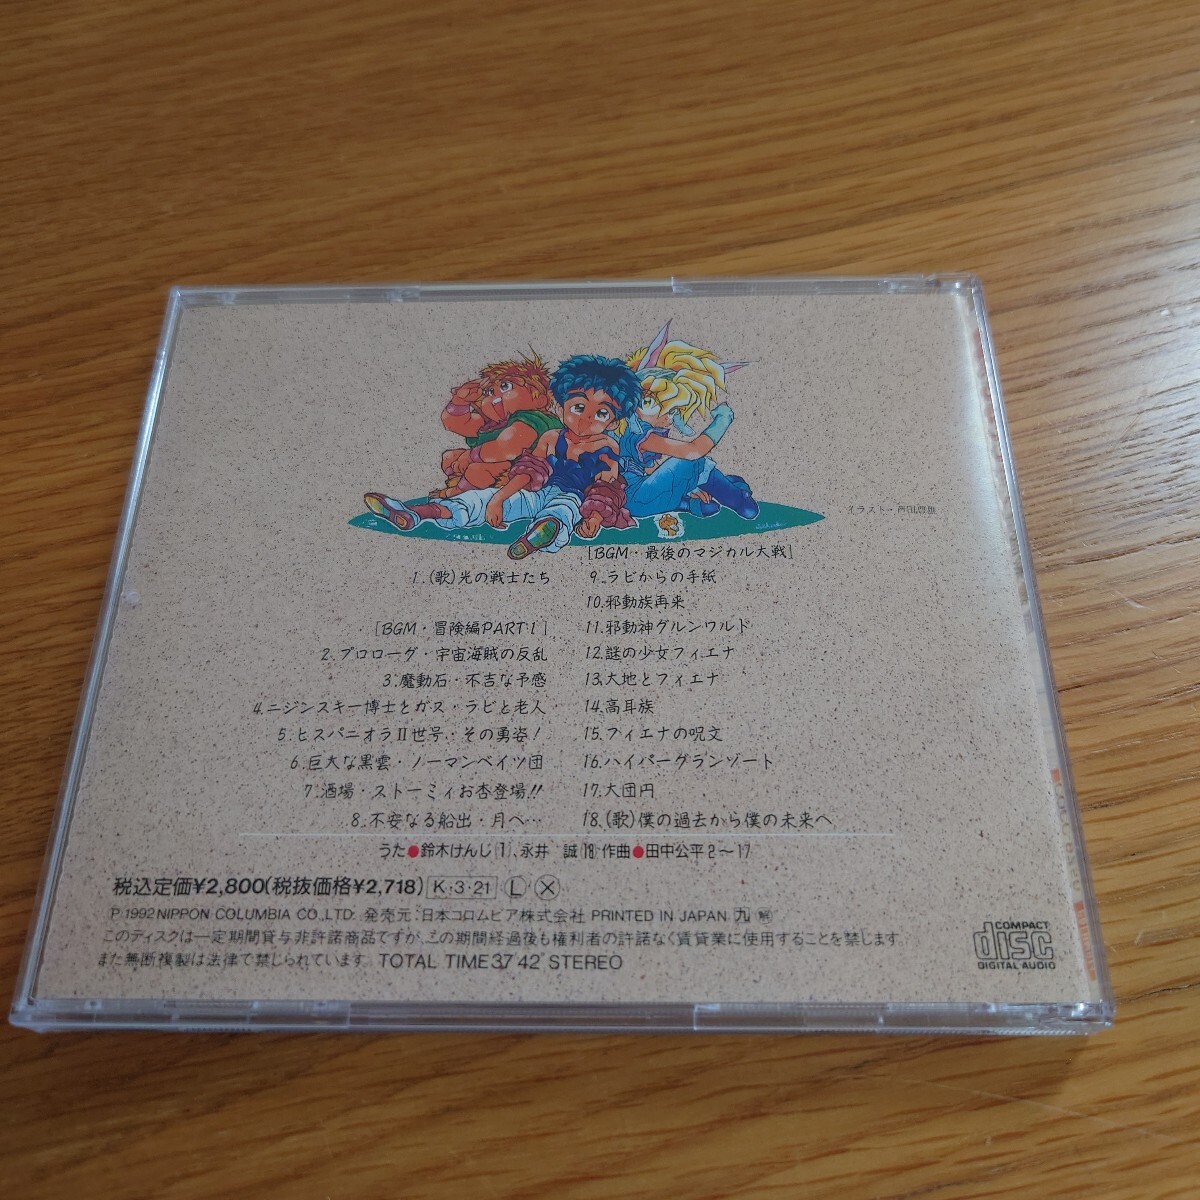 イラスト・芦田豊雄
1.(歌)光の戦士たち
[BGM・冒険編PART 1]
2.プロローグ・宇宙海賊の反乱
3.魔動石・不吉な予感
4.ニジンスキー博士とガス・ラビと老人
5.ヒスパニオラII世号・その勇姿!
6.巨大な黒雲・ノーマンベイツ団
7.酒場・ストーミィお杏登場!!
8.不安なる船出・月へ…
[BGM・最後のマジカル大戦]
9.ラビからの手紙
10.邪動族再来
11.邪動神グルンワルド
12.謎の少女フィエナ
13.大地とフィエナ
14.高耳族
15.フィエナの呪文
16.ハイパーグランゾート
17.大団円
18.(歌)僕の過去から僕の未来へ
うた●鈴木けんじ[1]、永井 誠[18] 作曲●田中公平2〜17
税込定価¥2,800(税抜価格¥2,718) K・3・21 L X
P.1992 NIPPON COLUMBIA CO.,LTD. 発売元:日本コロムビア株式会社 PRINTED IN JAPAN.九
このディスクは一定期間貸与非許諾商品ですが、この期間経過後も権利者の許諾なく賃貸業に使用することを禁じます。
また無断複製は法律で禁じられています。TOTAL TIME37'42" STEREO
COMPACT
disc
DIGITAL AUDIO